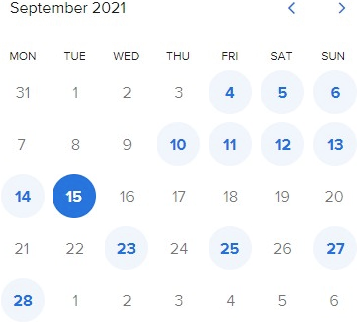 September 2021
MON TUE WED THU FRI SAT SUN
31 1 2 3 4 5 6
7 8 9 10 11 12 13
14 15 16 17 18 19 20
21 22 23 24 25 26 27
28 1 2 3 4 5 6